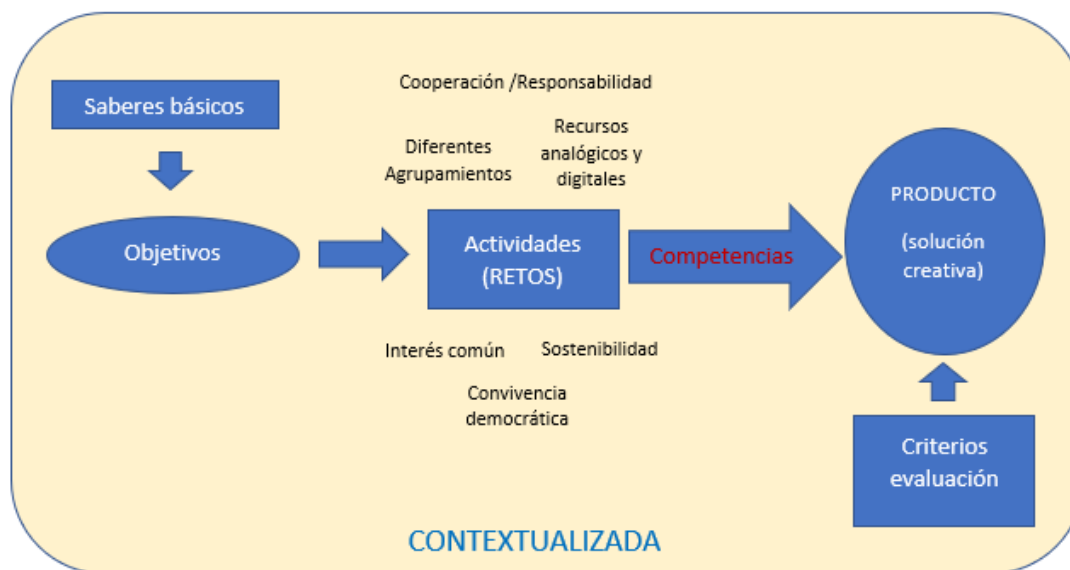 Saberes básicos
Cooperación /Responsabilidad
Diferentes
Agrupamientos
Recursos
analógicos y
digitales
Objetivos
Actividades
(RETOS)
Competencias
PRODUCTO
(solución
creativa)
Interés común
Sostenibilidad
Convivencia
democrática
Criterios
evaluación
CONTEXTUALIZADA